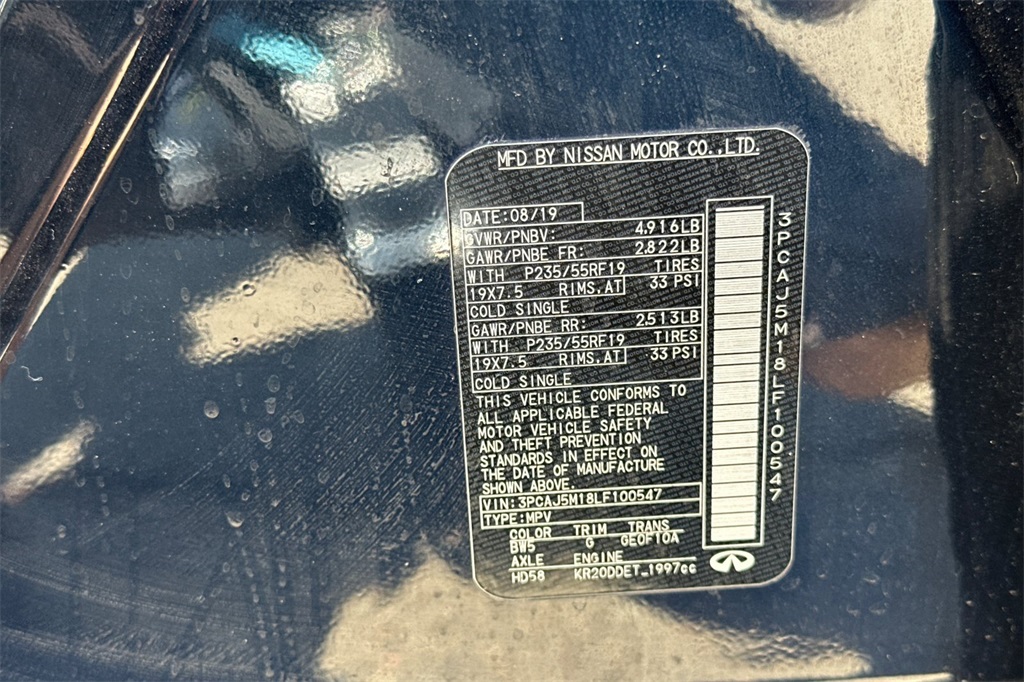 MFD BY NISSAN MOTOR CO.,LTD.
DATE:08/19
GVWR/PNBV: 4,916LB
GAWR/PNBE FR: 2,822LB
WITH P235/55RF19 TIRES
19X7.5 RIMS,AT 33 PSI
COLD SINGLE
GAWR/PNBE RR: 2,513LB
WITH P235/55RF19 TIRES
19X7.5 RIMS,AT 33 PSI
COLD SINGLE
THIS VEHICLE CONFORMS TO
ALL APPLICABLE FEDERAL
MOTOR VEHICLE SAFETY
AND THEFT PREVENTION
STANDARDS IN EFFECT ON
THE DATE OF MANUFACTURE
SHOWN ABOVE.
VIN:3PCAJ5M18LF100547
TYPE:MPV
COLOR TRIM TRANS
BW5 G GE0F10A
AXLE ENGINE
HD58 KR20DDET_1997cc
3PCAJ5M18LF100547